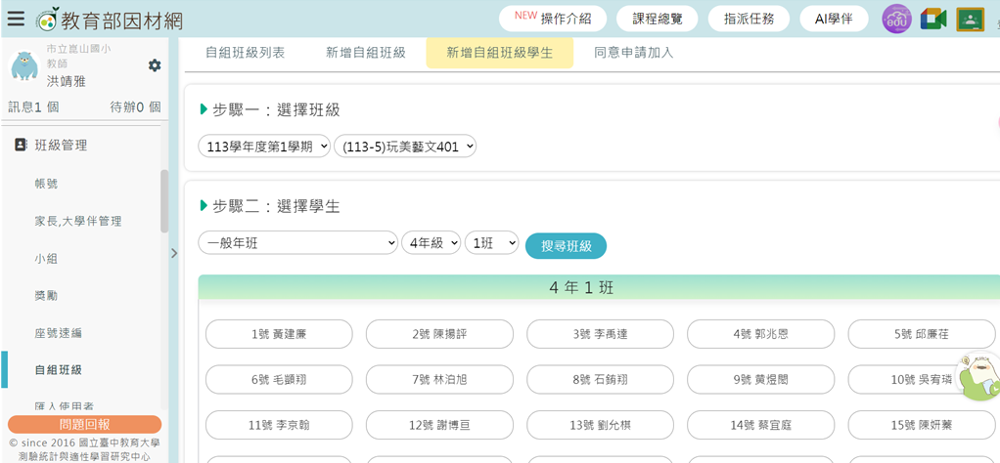 教育部因材網
NEW 操作介紹
課程總覽
指派任務
AI學伴
市立崑山國小
教師
洪靖雅
訊息1 個
待辦0 個
班級管理
帳號
家長,大學伴管理
小組
獎勵
座號速編
自組班級
匯入使用者
問題回報
© since 2016 國立臺中教育大學
測驗統計與適性學習研究中心
自組班級列表
新增自組班級
新增自組班級學生
同意申請加入
步驟一：選擇班級
113學年度第1學期
(113-5)玩美藝文401
步驟二：選擇學生
一般年班
4年級
1班
搜尋班級
4 年 1 班
1號 黃建廉
2號 陳揚評
3號 李禹達
4號 郭兆恩
5號 邱廉荏
6號 毛顗翔
7號 林泊旭
8號 石錥翔
9號 黄煜閎
10號 吳宥璘
11號 李京翰
12號 謝博亘
13號 劉允棋
14號 蔡宜庭
15號 陳妍蓁